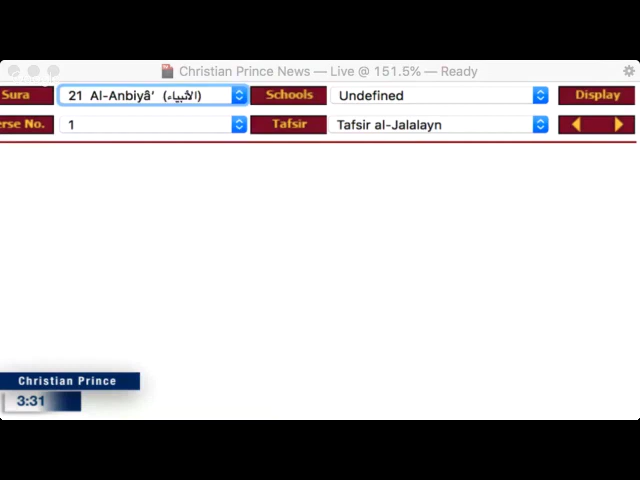 Christian Prince News — Live @ 151.5% — Ready
Sura 21 Al-Anbiyâ' (الأنبياء) Schools Undefined Display
erse No. 1 Tafsir Tafsir al-Jalalayn
Christian Prince
3:31